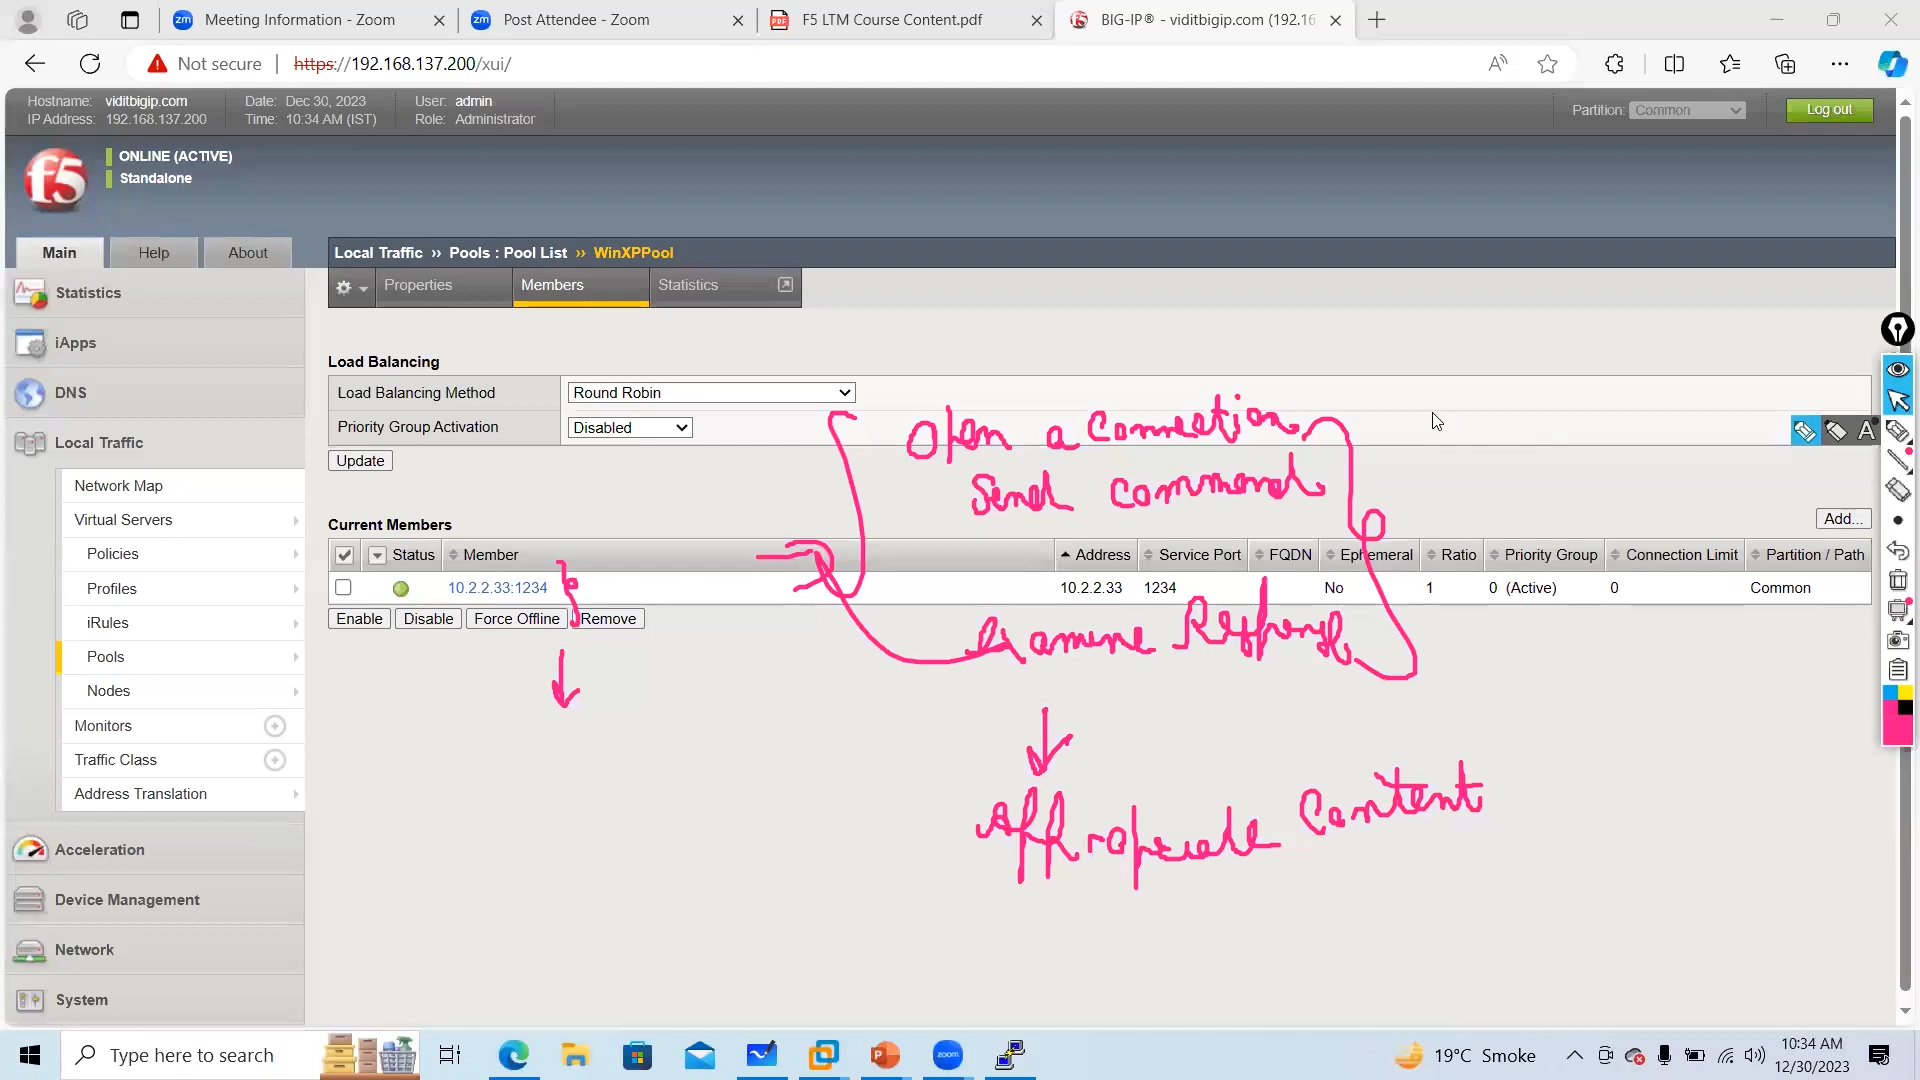 Meeting Information - Zoom
Post Attendee - Zoom
F5 LTM Course Content.pdf
BIG-IP® - viditbigip.com (192.16
Not secure https://192.168.137.200/xui/
Hostname: viditbigip.com Date: Dec 30, 2023 User: admin
IP Address: 192.168.137.200 Time: 10:34 AM (IST) Role: Administrator
Partition: Common Log out
f5
ONLINE (ACTIVE)
Standalone
Main Help About
Local Traffic ›› Pools : Pool List ›› WinXPPool
Properties Members Statistics
Statistics
iApps
DNS
Local Traffic
Network Map
Virtual Servers
Policies
Profiles
iRules
Pools
Nodes
Monitors
Traffic Class
Address Translation
Acceleration
Device Management
Network
System
Load Balancing
Load Balancing Method Round Robin
Priority Group Activation Disabled
Update
Current Members Add...
Status Member Address Service Port FQDN Ephemeral Ratio Priority Group Connection Limit Partition / Path
10.2.2.33:1234 10.2.2.33 1234 No 1 0 (Active) 0 Common
Enable Disable Force Offline Remove
Open a Connection
Send Command
Examine Response
Appropriate Content
A
Type here to search
zoom
19°C Smoke
10:34 AM
12/30/2023